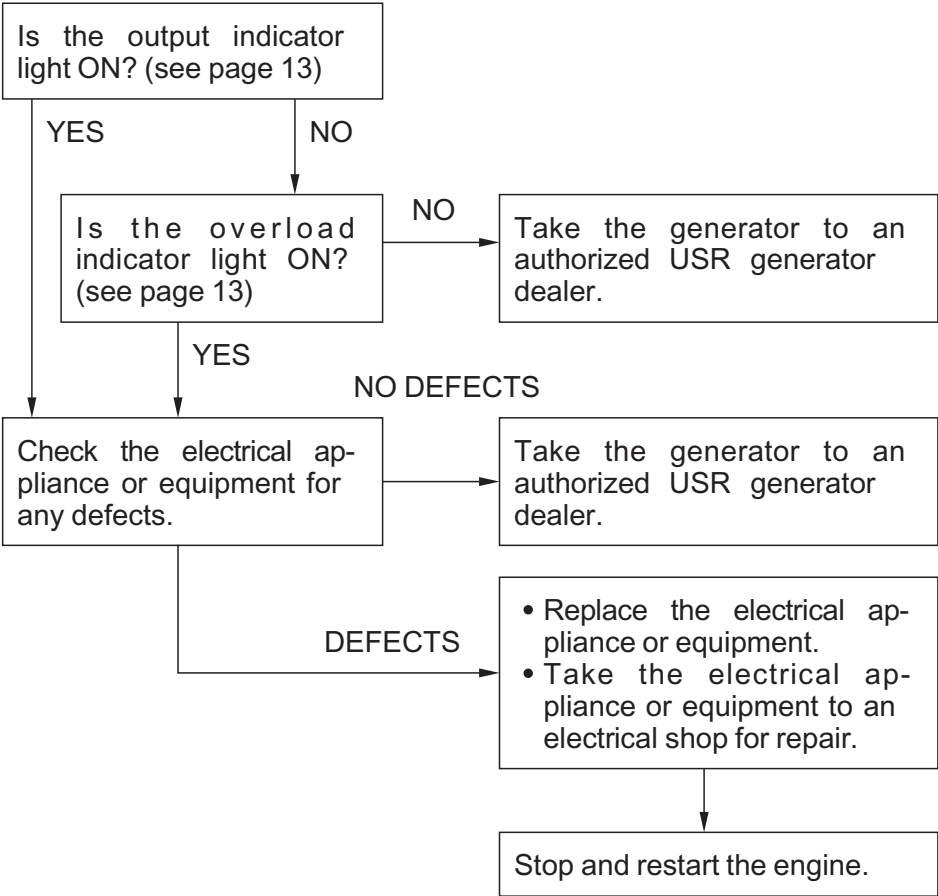 Is the output indicator
light ON? (see page 13)
YES
NO
Is the overload
indicator light ON?
(see page 13)
NO
Take the generator to an
authorized USR generator
dealer.
YES
NO DEFECTS
Check the electrical ap-
pliance or equipment for
any defects.
Take the generator to an
authorized USR generator
dealer.
DEFECTS
• Replace the electrical ap-
pliance or equipment.
• Take the electrical ap-
pliance or equipment to an
electrical shop for repair.
Stop and restart the engine.